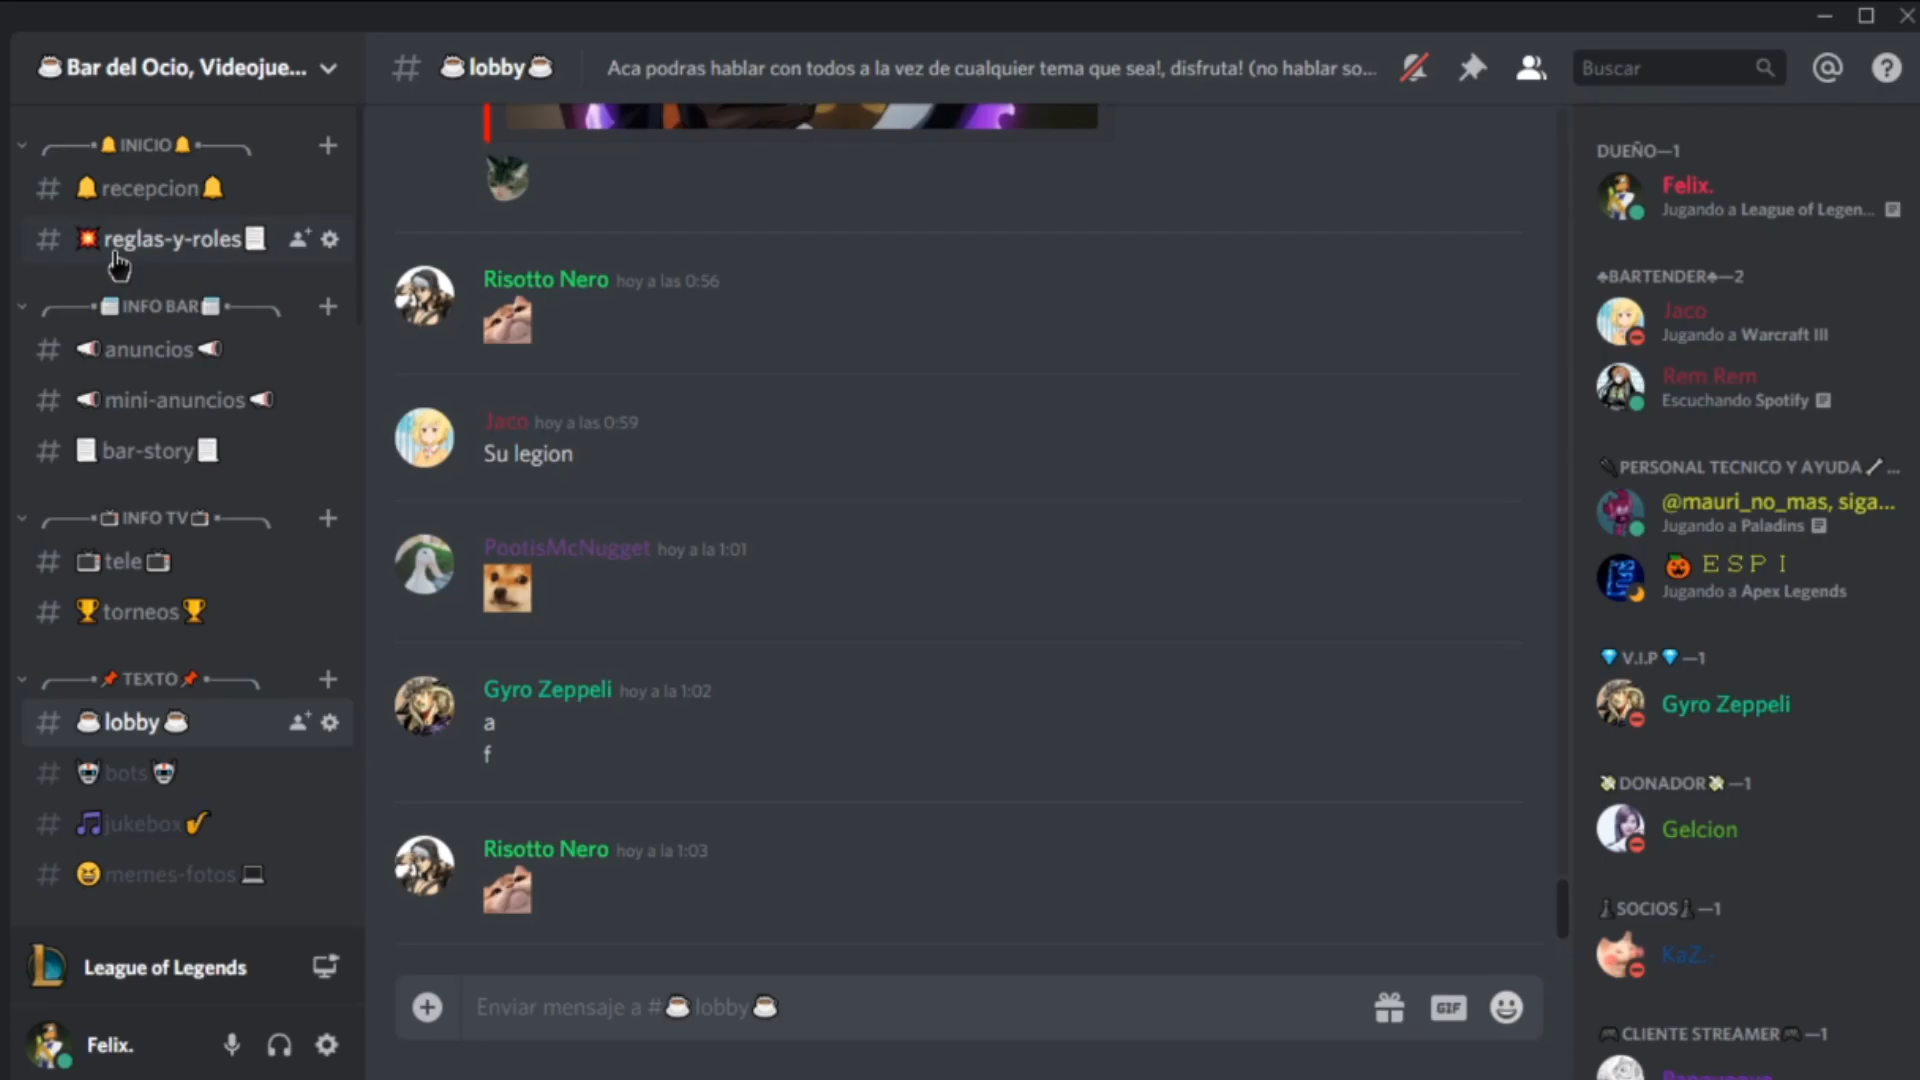 ☕Bar del Ocio, Videojue...
🔔INICIO🔔
🔔recepcion🔔
💥reglas-y-roles📃
INFO BAR
anuncios
mini-anuncios
📃bar-story📃
📺INFO TV📺
📺tele📺
🏆torneos🏆
📌TEXTO📌
☕lobby☕
🤖bots🤖
🎵jukebox🎷
😆memes-fotos💻
League of Legends
Felix.
# ☕lobby☕
Aca podras hablar con todos a la vez de cualquier tema que sea!, disfruta! (no hablar so...
Buscar
Risotto Nero hoy a las 0:56
Jaco hoy a las 0:59
Su legion
PootisMcNugget hoy a la 1:01
Gyro Zeppeli hoy a la 1:02
a
f
Risotto Nero hoy a la 1:03
Enviar mensaje a #☕lobby☕
GIF
DUEÑO—1
Felix.
Jugando a League of Legen...
♣BARTENDER♣—2
Jaco
Jugando a Warcraft III
Rem Rem
Escuchando Spotify
PERSONAL TECNICO Y AYUDA🔧...
@mauri_no_mas, siga...
Jugando a Paladins
🎃ＥＳＰＩ
Jugando a Apex Legends
💎V.I.P💎—1
Gyro Zeppeli
💸DONADOR💸—1
Gelcion
SOCIOS—1
KaZ.-
🎮CLIENTE STREAMER🎮—1